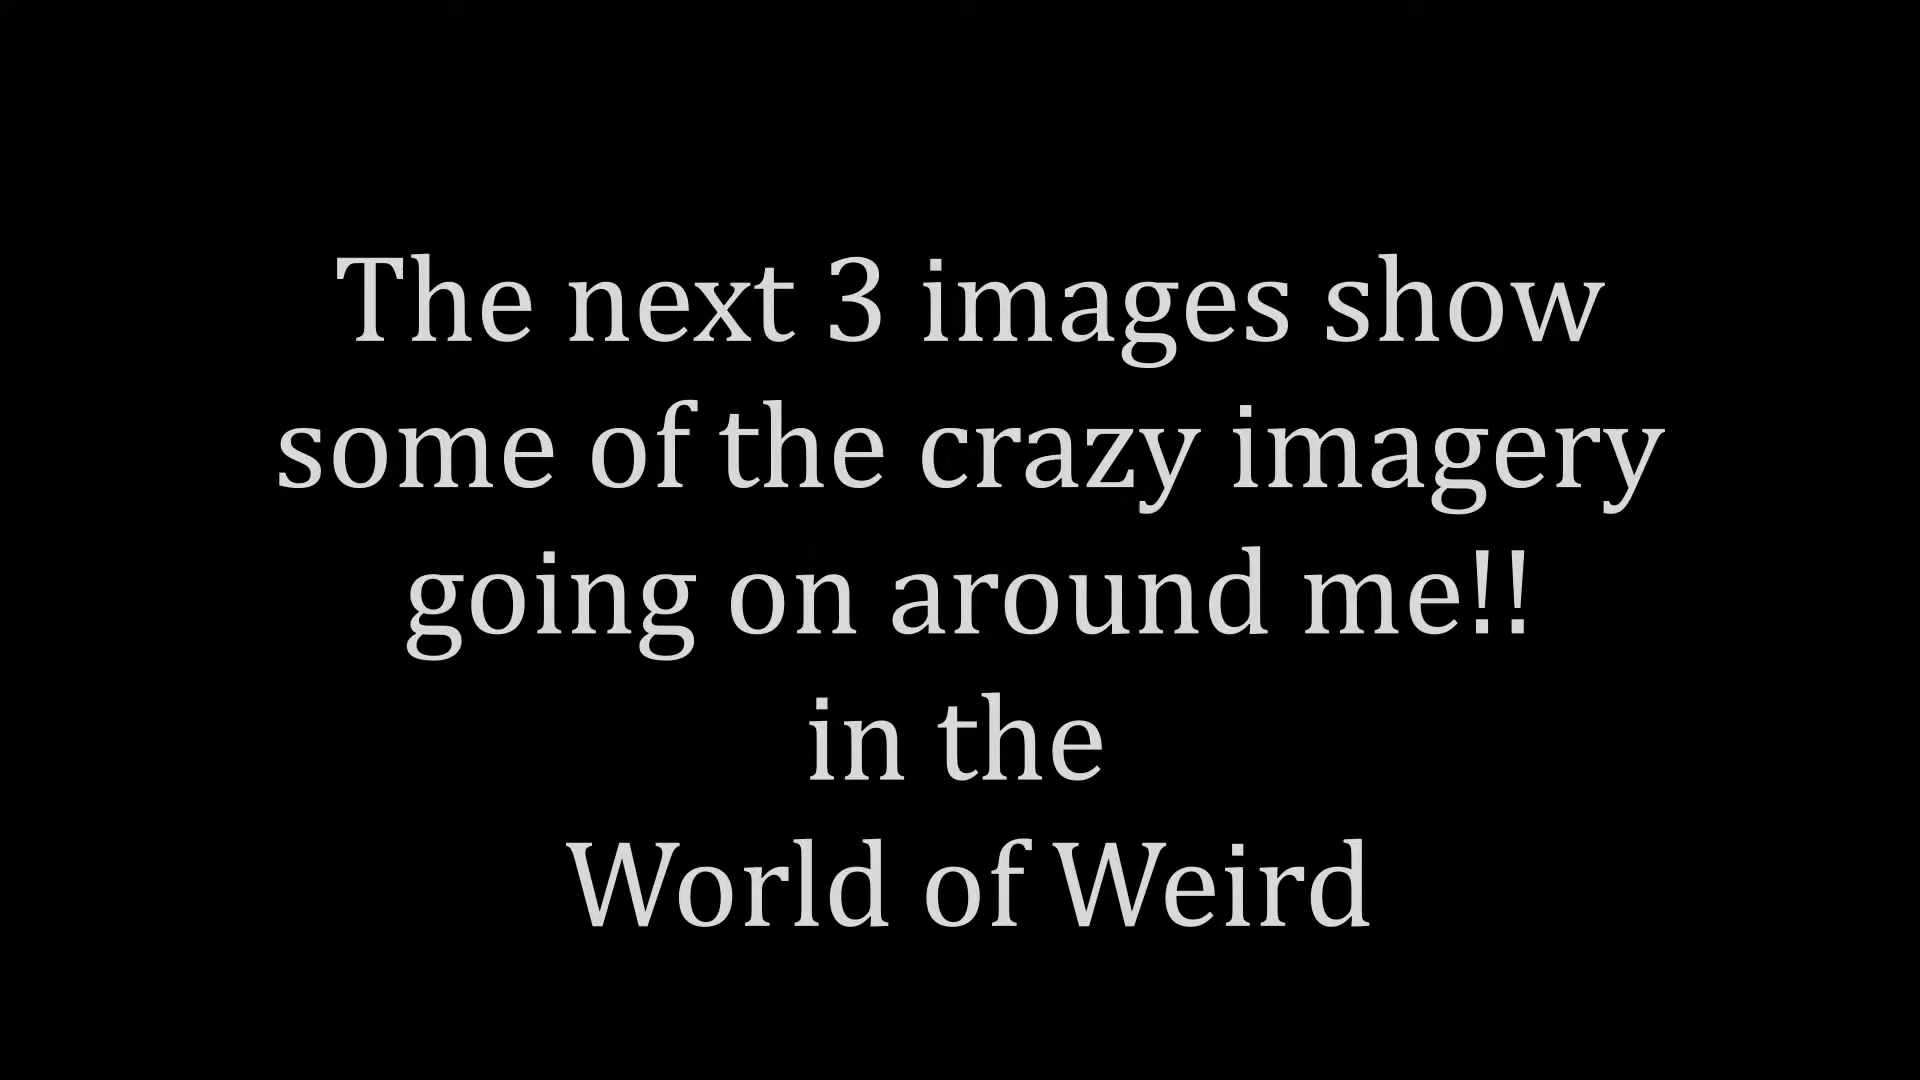 The next 3 images show
some of the crazy imagery
going on around me!!
in the
World of Weird